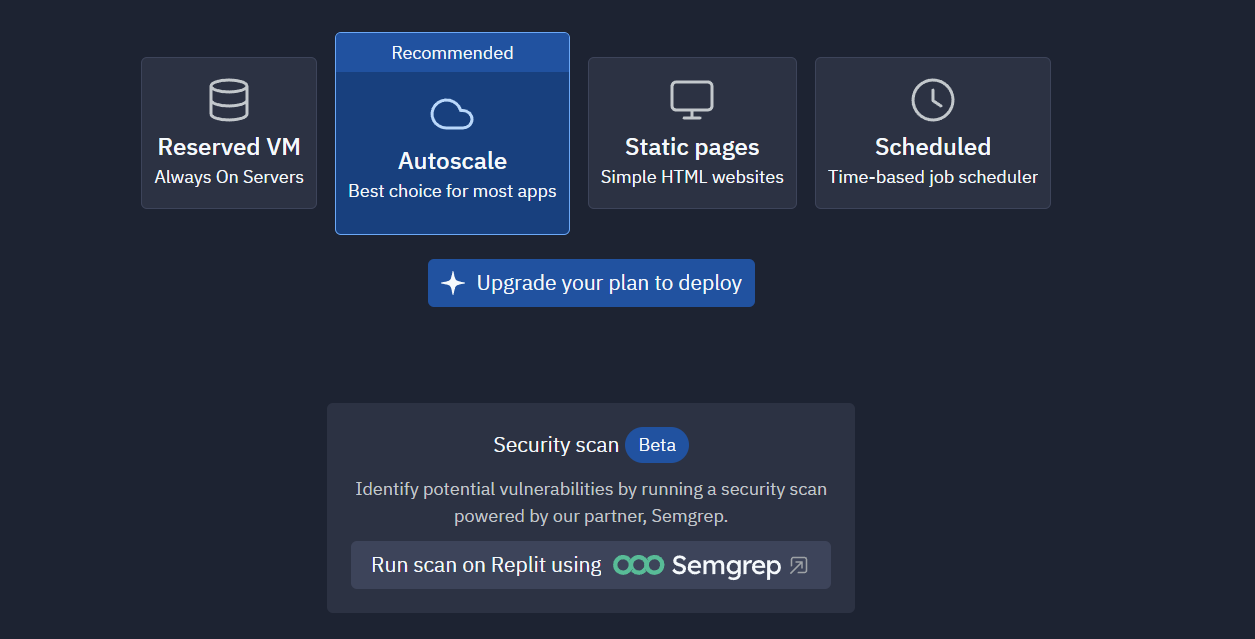 Recommended
Reserved VM
Always On Servers
Autoscale
Best choice for most apps
Static pages
Simple HTML websites
Scheduled
Time-based job scheduler
Upgrade your plan to deploy
Security scan Beta
Identify potential vulnerabilities by running a security scan
powered by our partner, Semgrep.
Run scan on Replit using Semgrep